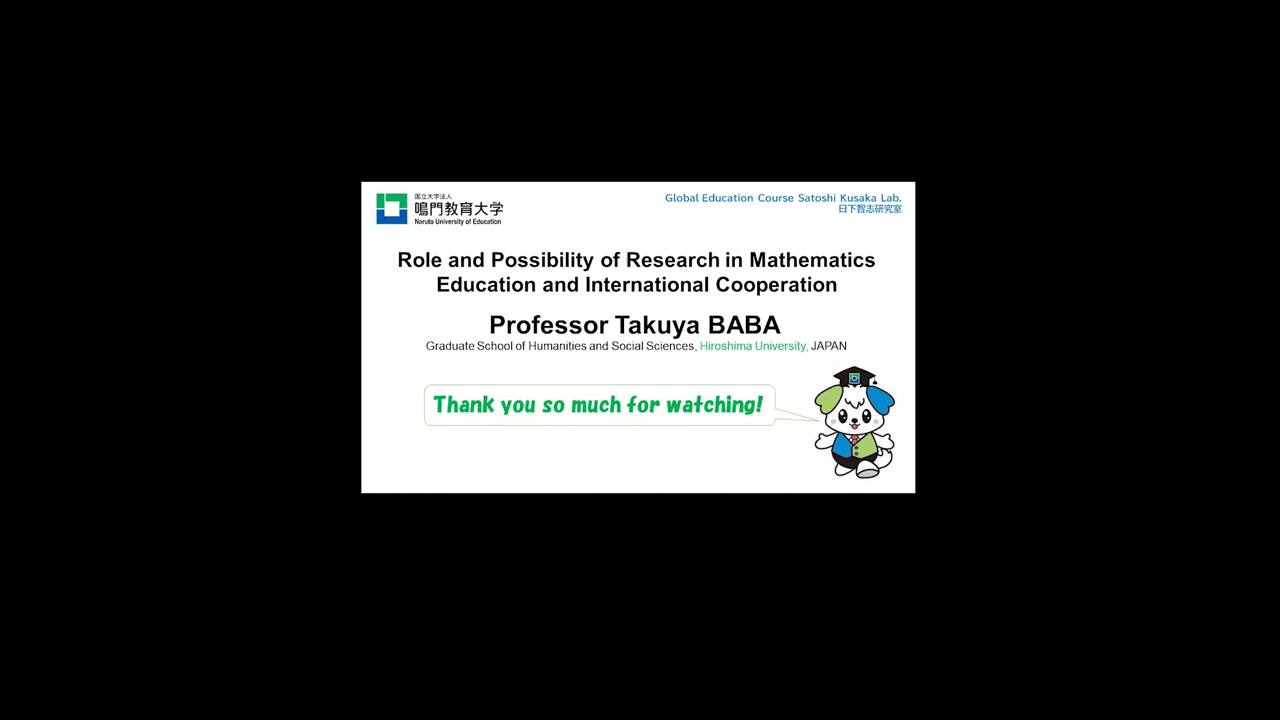 国立大学法人
鳴門教育大学
Naruto University of Education
Global Education Course Satoshi Kusaka Lab.
日下智志研究室
Role and Possibility of Research in Mathematics
Education and International Cooperation
Professor Takuya BABA
Graduate School of Humanities and Social Sciences, Hiroshima University, JAPAN
Thank you so much for watching!